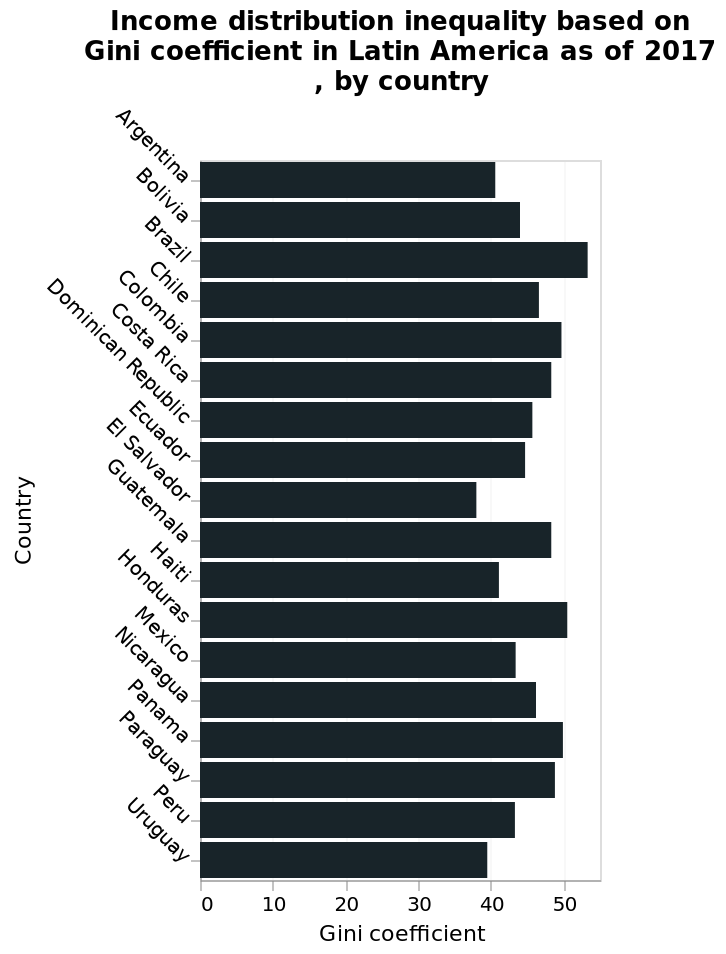 Income distribution inequality based on
Gini coefficient in Latin America as of 2017
, by country
Country
Argentina
Bolivia
Brazil
Chile
Colombia
Costa Rica
Dominican Republic
Ecuador
El Salvador
Guatemala
Haiti
Honduras
Mexico
Nicaragua
Panama
Paraguay
Peru
Uruguay
0 10 20 30 40 50
Gini coefficient